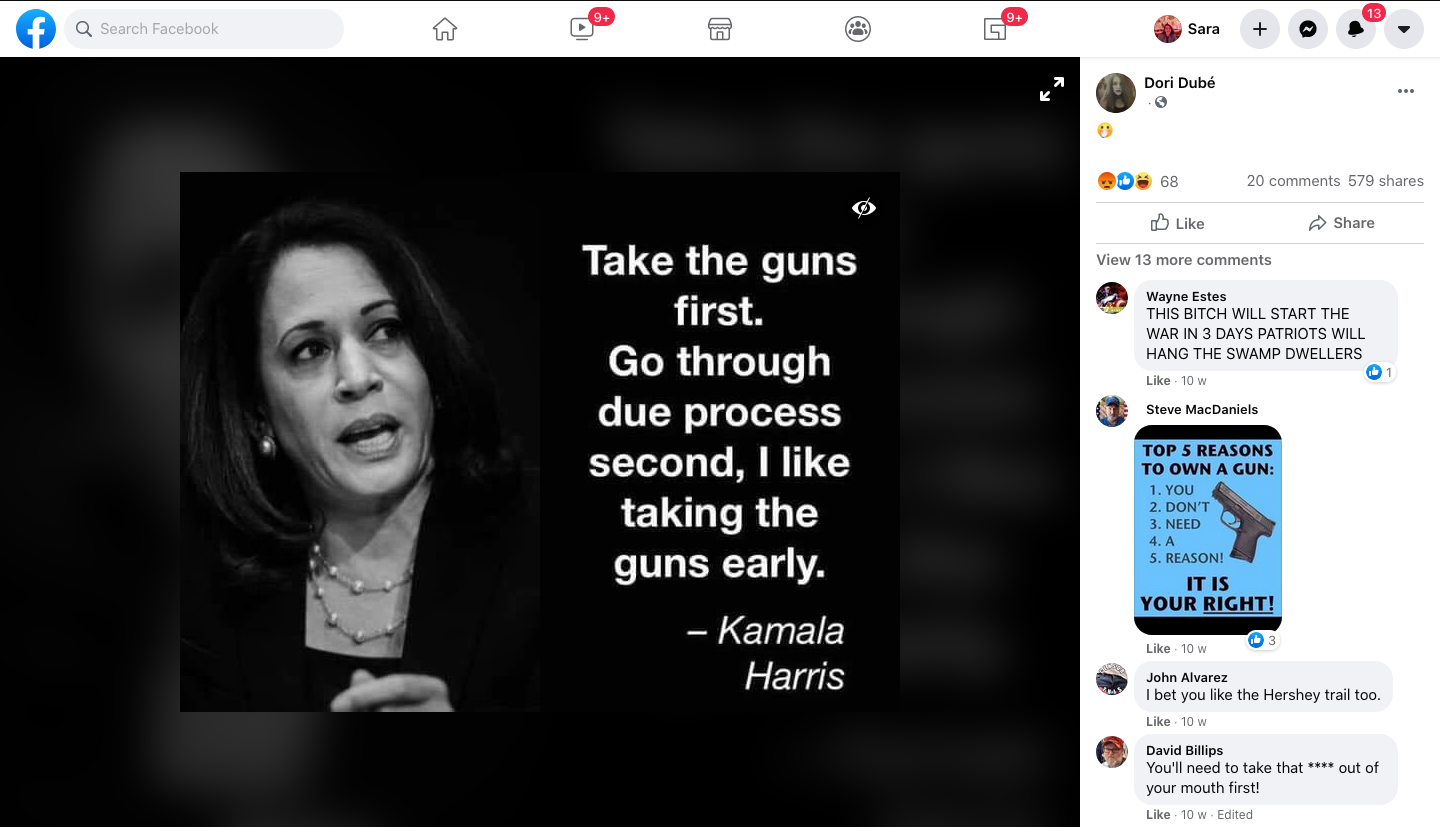 Search Facebook
9+
9+
Sara
13
Take the guns
first.
Go through
due process
second, I like
taking the
guns early.
– Kamala
Harris
Dori Dubé
68
20 comments 579 shares
Like
Share
View 13 more comments
Wayne Estes
THIS BITCH WILL START THE
WAR IN 3 DAYS PATRIOTS WILL
HANG THE SWAMP DWELLERS
1
Like · 10 w
Steve MacDaniels
TOP 5 REASONS
TO OWN A GUN:
1. YOU
2. DON'T
3. NEED
4. A
5. REASON!
IT IS
YOUR RIGHT!
3
Like · 10 w
John Alvarez
I bet you like the Hershey trail too.
Like · 10 w
David Billips
You'll need to take that **** out of
your mouth first!
Like · 10 w · Edited